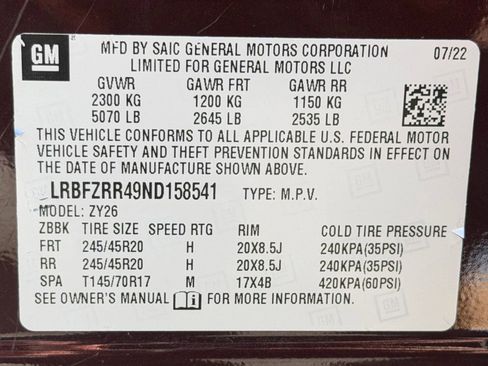 GM
MFD BY SAIC GENERAL MOTORS CORPORATION 07/22
LIMITED FOR GENERAL MOTORS LLC
GVWR GAWR FRT GAWR RR
2300 KG 1200 KG 1150 KG
5070 LB 2645 LB 2535 LB
THIS VEHICLE CONFORMS TO ALL APPLICABLE U.S. FEDERAL MOTOR
VEHICLE SAFETY AND THEFT PREVENTION STANDARDS IN EFFECT ON
THE DATE OF MANUFACTURE SHOWN ABOVE.
LRBFZRR49ND158541 TYPE: M.P.V.
MODEL: ZY26
ZBBK TIRE SIZE SPEED RTG RIM COLD TIRE PRESSURE
FRT 245/45R20 H 20X8.5J 240KPA(35PSI)
RR 245/45R20 H 20X8.5J 240KPA(35PSI)
SPA T145/70R17 M 17X4B 420KPA(60PSI)
SEE OWNER'S MANUAL i FOR MORE INFORMATION.